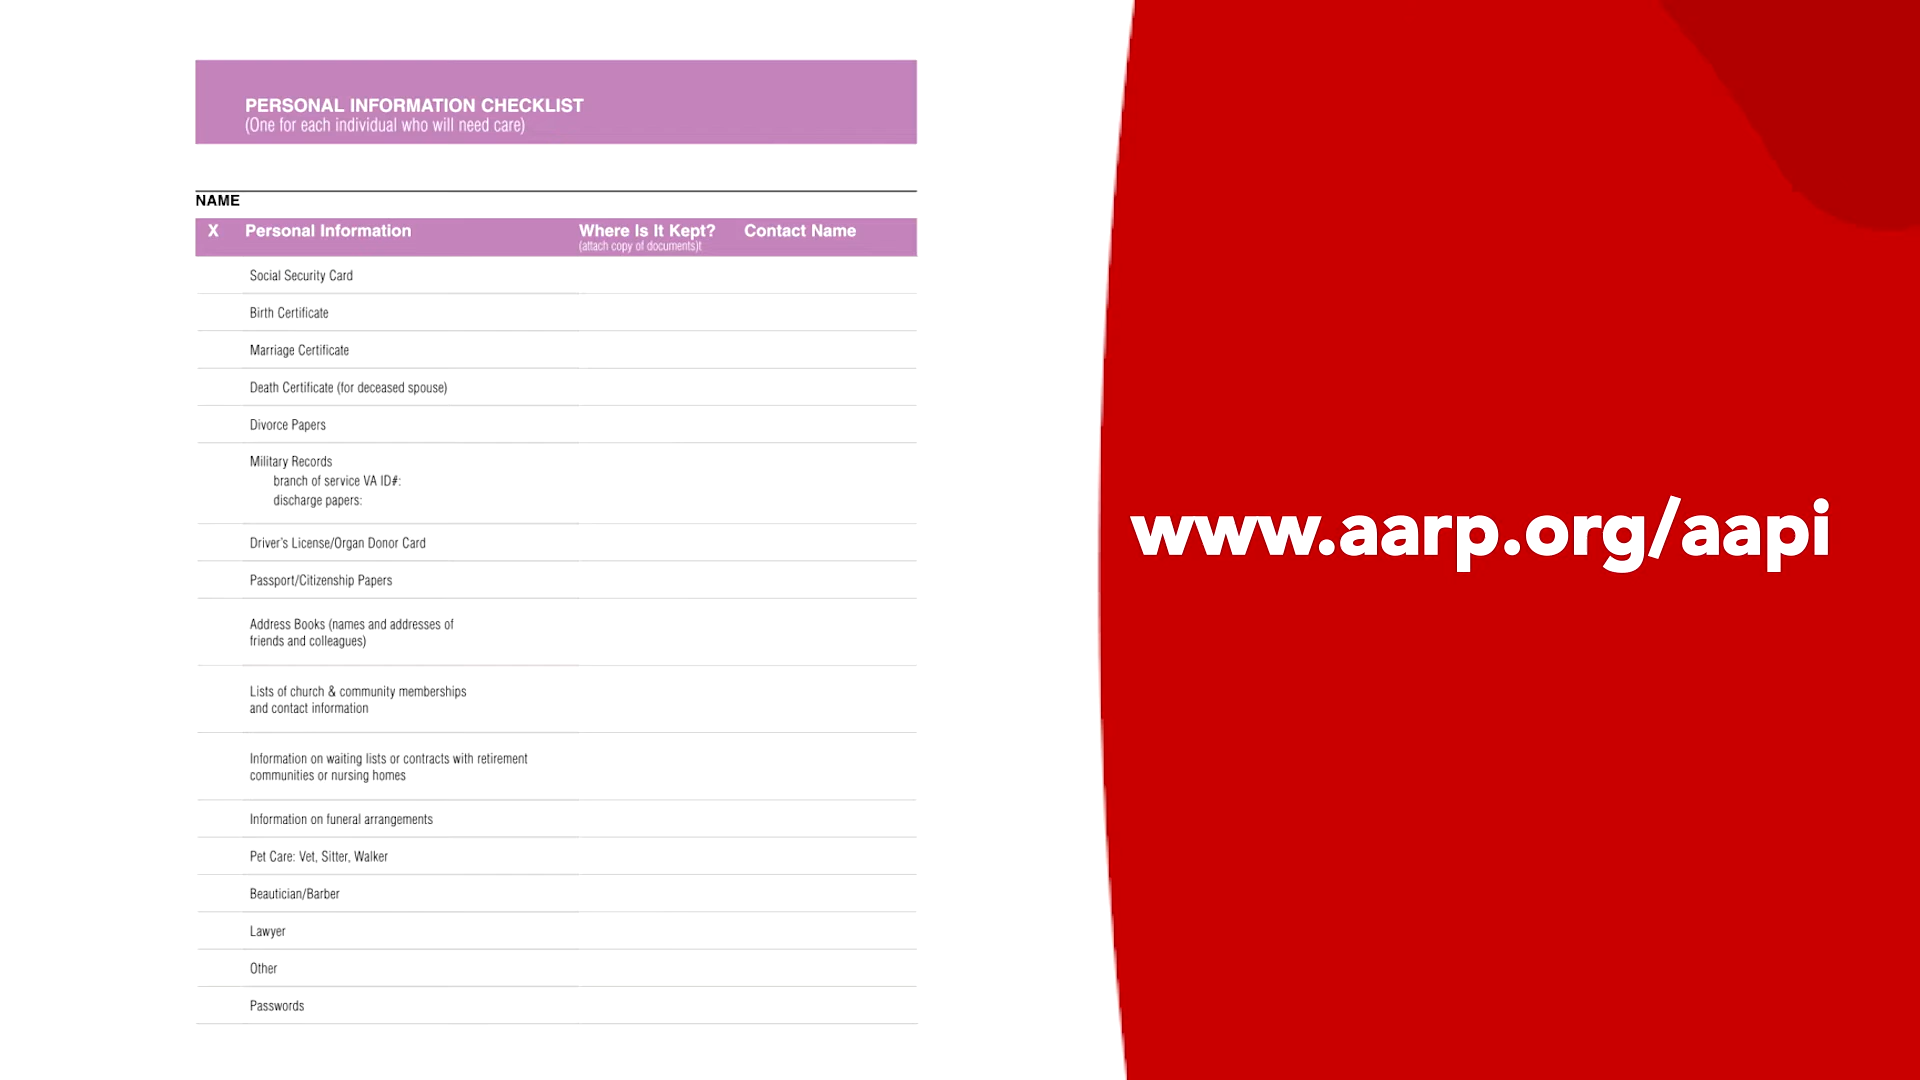 PERSONAL INFORMATION CHECKLIST
(One for each individual who will need care)
NAME
X Personal Information Where Is It Kept? Contact Name
(attach copy of documents)t
Social Security Card
Birth Certificate
Marriage Certificate
Death Certificate (for deceased spouse)
Divorce Papers
Military Records
branch of service VA ID#:
discharge papers:
Driver's License/Organ Donor Card
Passport/Citizenship Papers
Address Books (names and addresses of
friends and colleagues)
Lists of church & community memberships
and contact information
Information on waiting lists or contracts with retirement
communities or nursing homes
Information on funeral arrangements
Pet Care: Vet, Sitter, Walker
Beautician/Barber
Lawyer
Other
Passwords
www.aarp.org/aapi